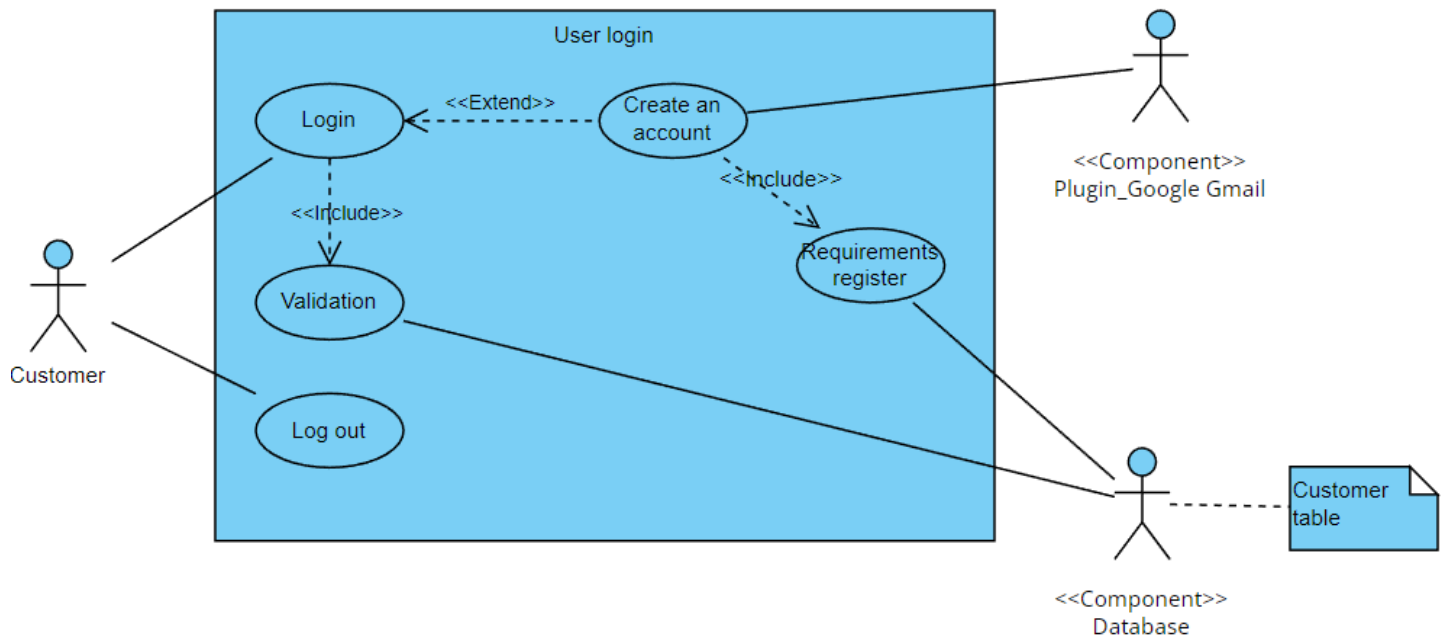 User login
Login
<<Extend>>
Create an
account
<<Include>>
<<Include>>
Requirements
register
Validation
Log out
Customer
<<Component>>
Plugin_Google Gmail
Customer
table
<<Component>>
Database